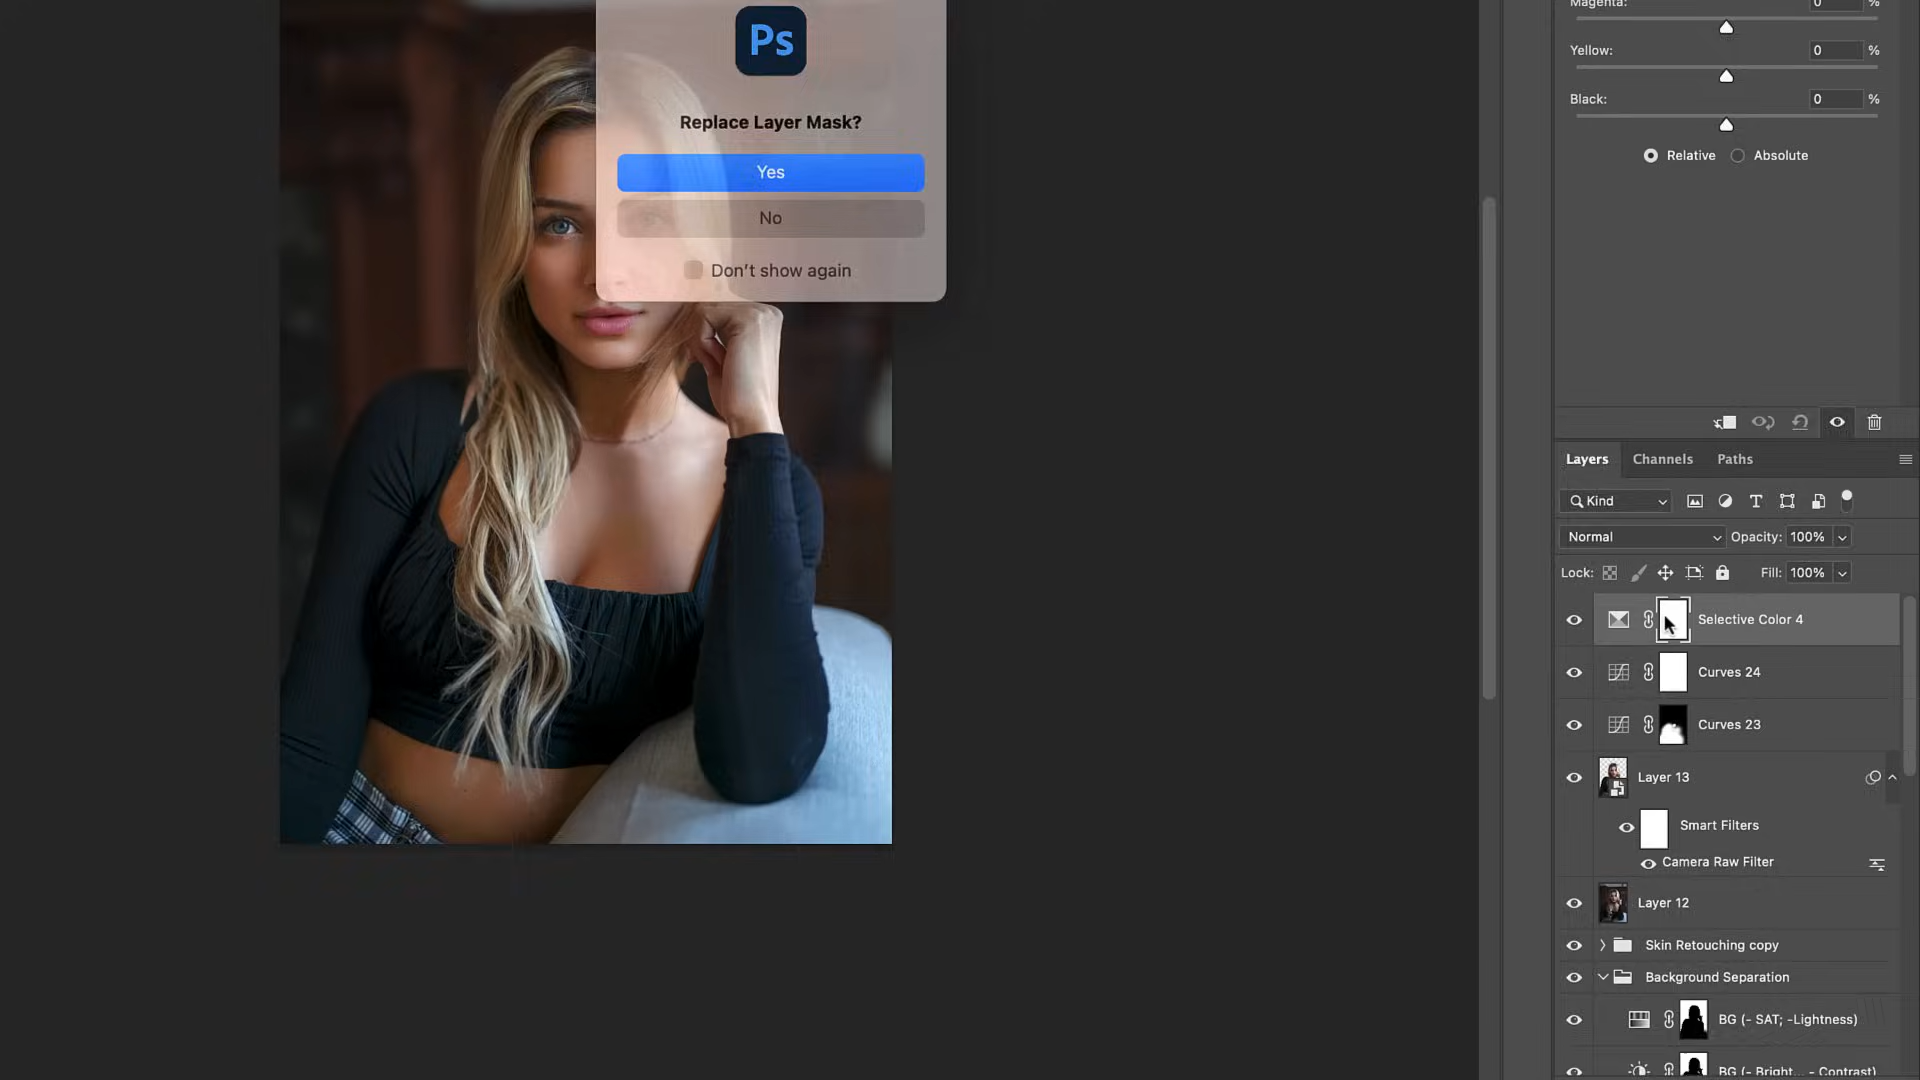 Magenta: 0 %
Ps
Yellow: 0 %
Black: 0 %
Replace Layer Mask?
Relative Absolute
Yes
No
Don't show again
Layers Channels Paths
Kind
Normal Opacity: 100%
Lock: Fill: 100%
Selective Color 4
Curves 24
Curves 23
Layer 13
Smart Filters
Camera Raw Filter
Layer 12
Skin Retouching copy
Background Separation
BG (- SAT; -Lightness)
BG (- Bright... - Contrast)